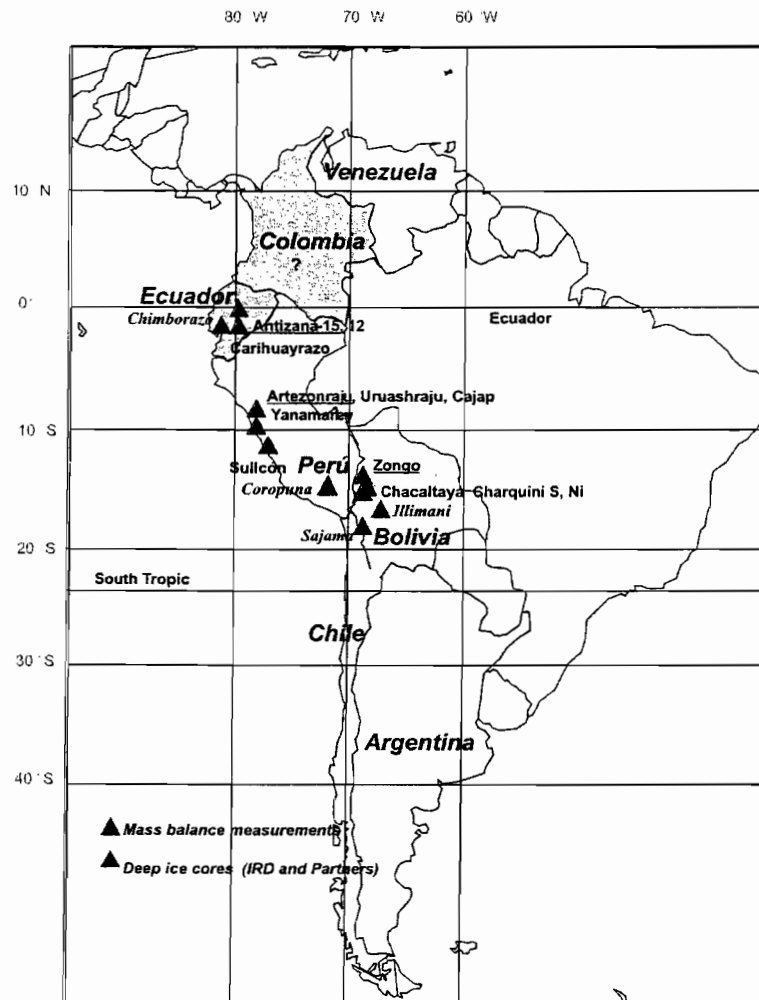 80 °W 70 °W 60 °W
Venezuela
10 N
Colombia
?
Ecuador
0°
Chimborazo
Antizana 15, 12
Ecuador
Carihuayrazo
Artezonraju, Uruashraju, Cajap
Yanamarey
10 S
Suilcon
Perú
Zongo
Coropuna
Chacaltaya Charquini S, Ni
Illimani
Sajama
Bolivia
20 °S
South Tropic
Chile
30 °S
Argentina
40 °S
Mass balance measurements
Deep ice cores (IRD and Partners)